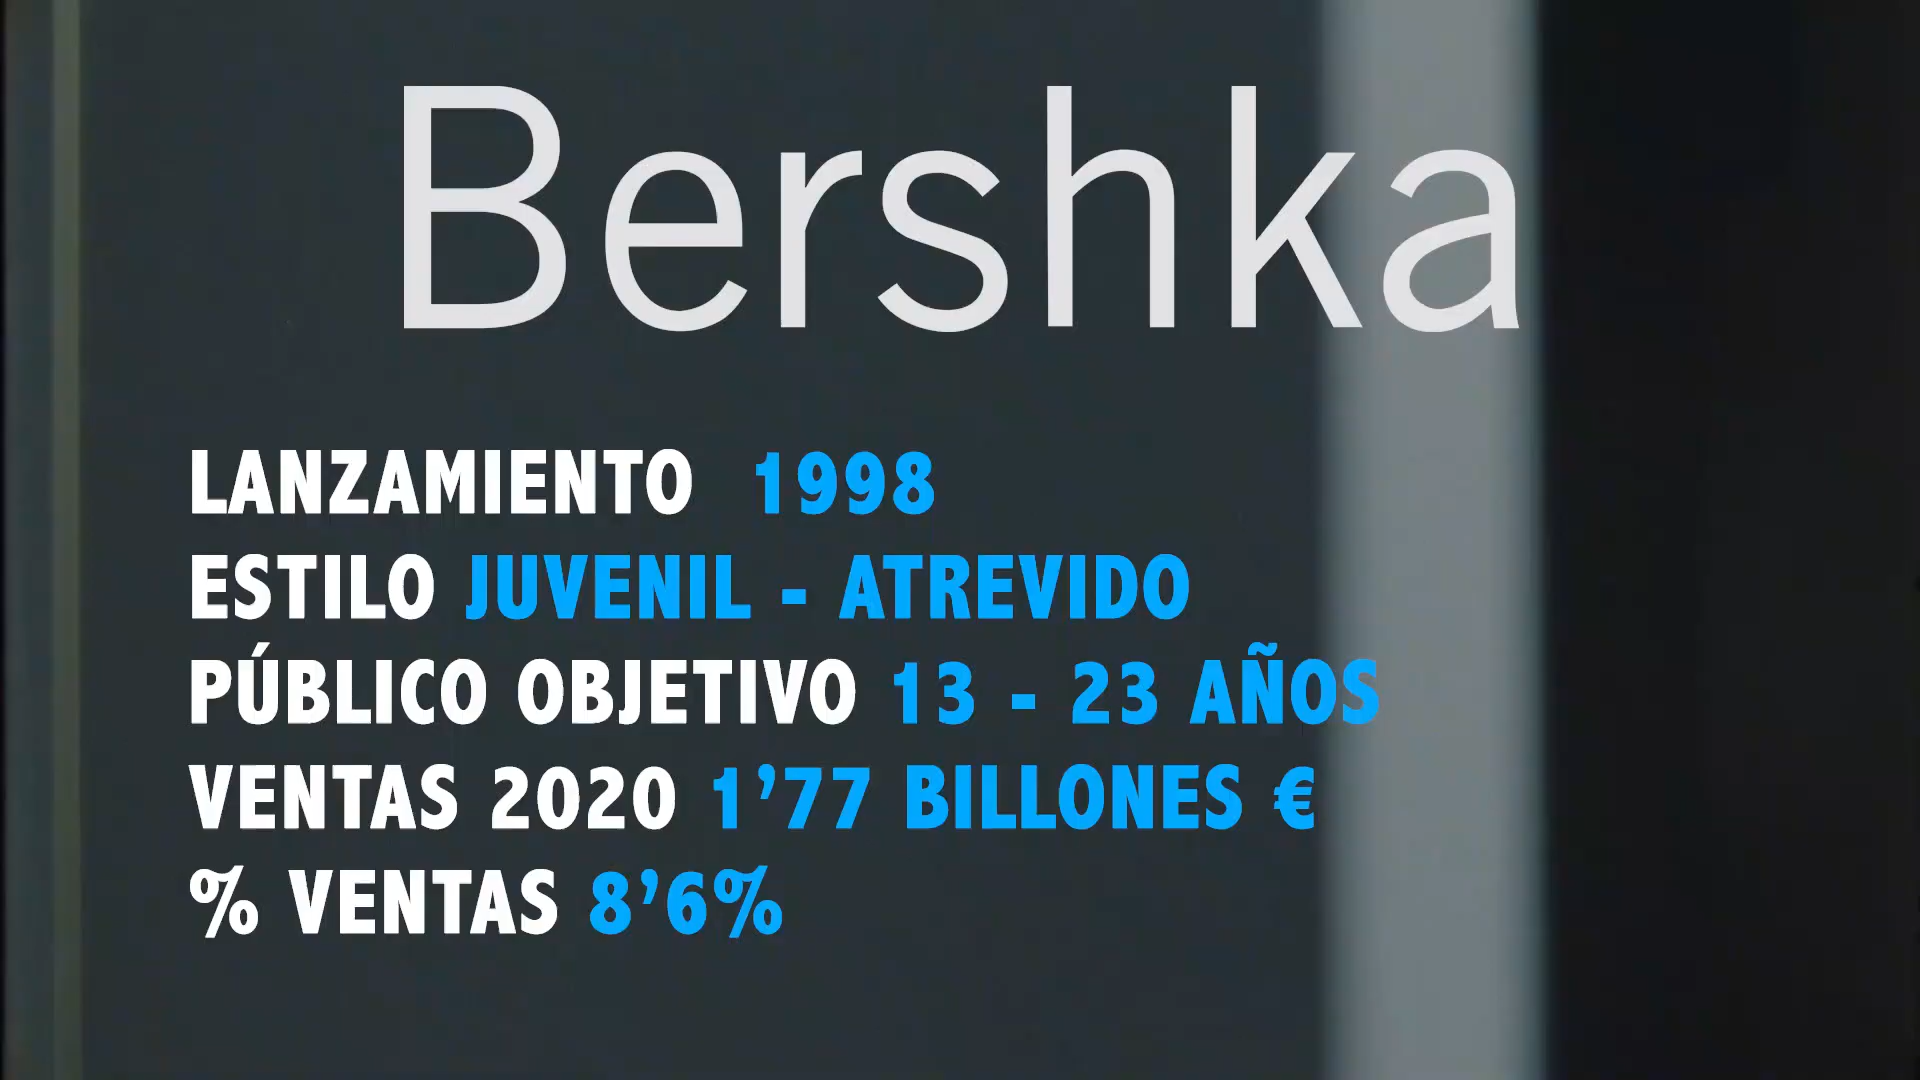 Bershka
LANZAMIENTO 1998
ESTILO JUVENIL - ATREVIDO
PÚBLICO OBJETIVO 13 - 23 AÑOS
VENTAS 2020 1’77 BILLONES €
% VENTAS 8’6%